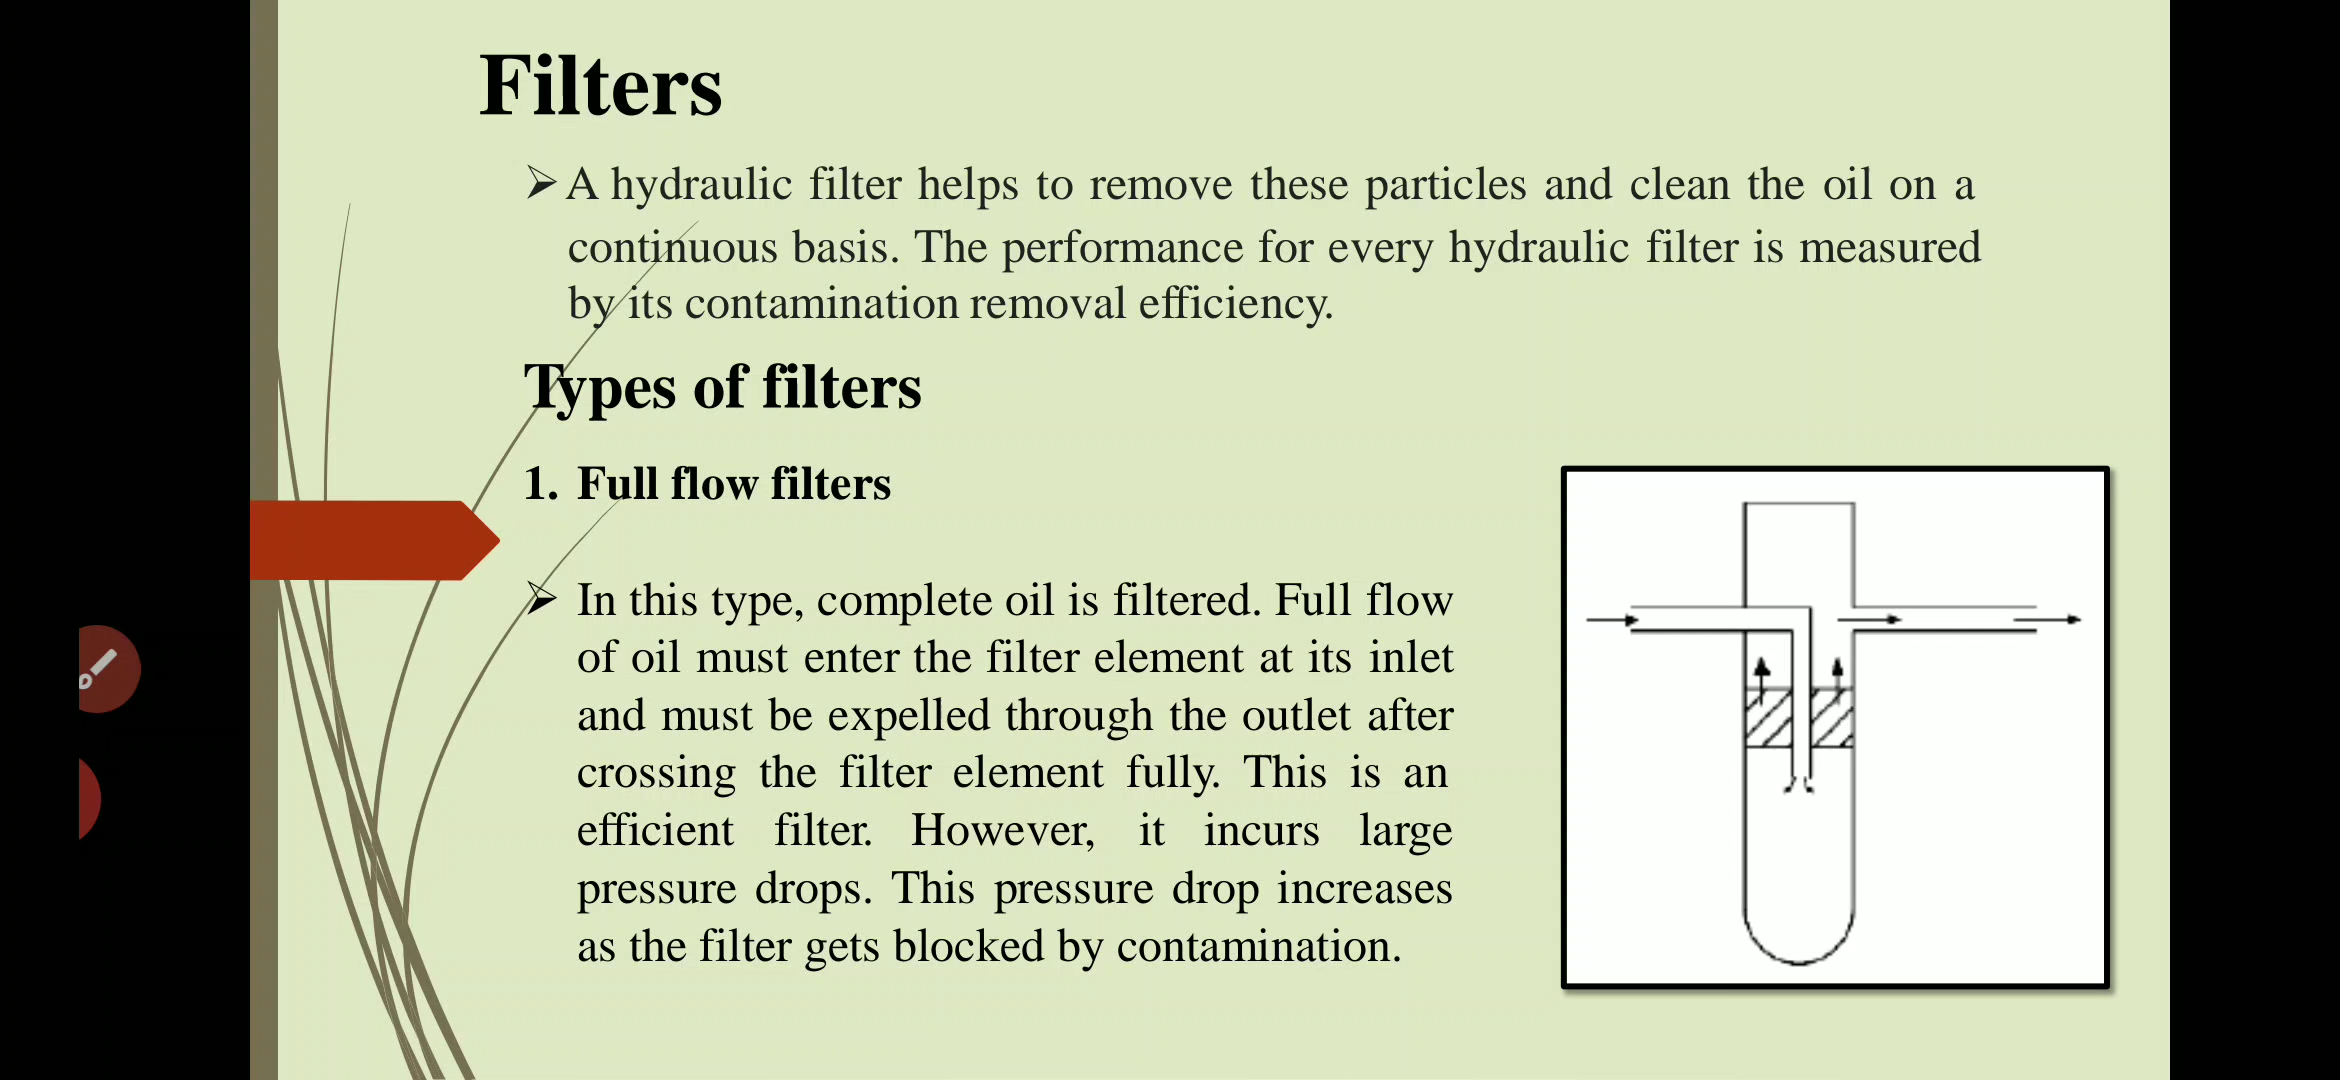 Filters
➢ A hydraulic filter helps to remove these particles and clean the oil on a
continuous basis. The performance for every hydraulic filter is measured
by its contamination removal efficiency.
Types of filters
1. Full flow filters
➢ In this type, complete oil is filtered. Full flow
of oil must enter the filter element at its inlet
and must be expelled through the outlet after
crossing the filter element fully. This is an
efficient filter. However, it incurs large
pressure drops. This pressure drop increases
as the filter gets blocked by contamination.